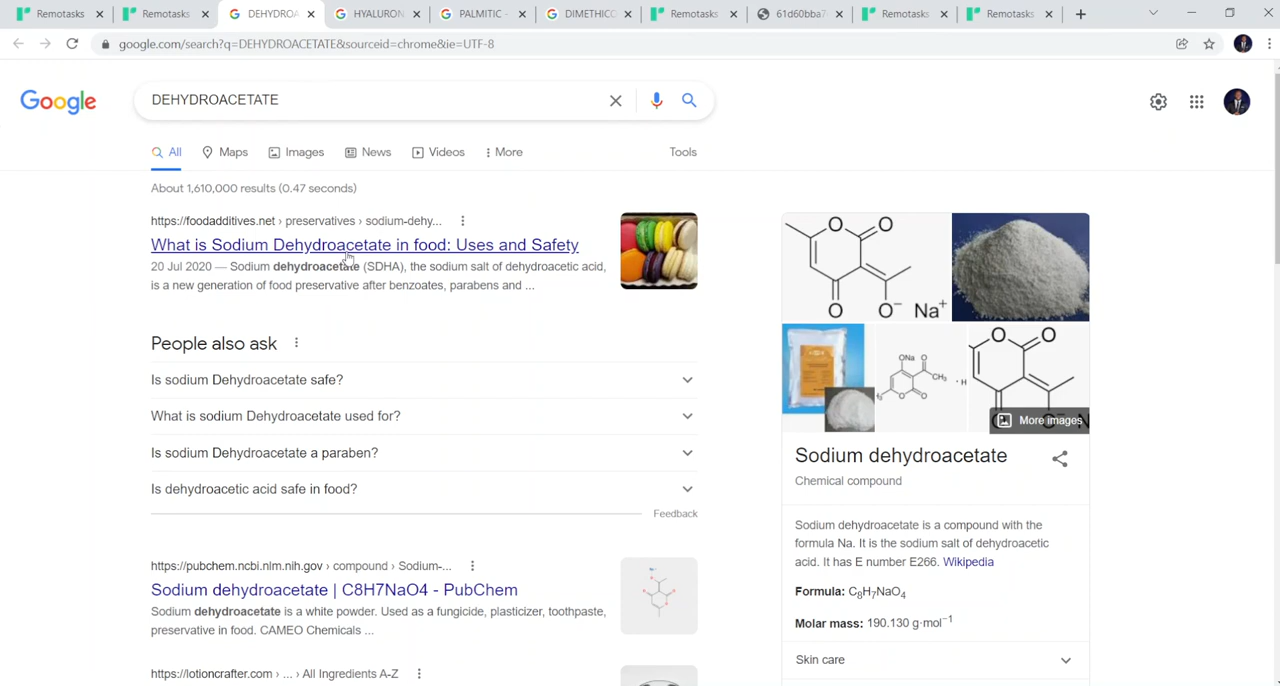 Remotasks
Remotasks
DEHYDROA
HYALURON
PALMITIC -
DIMETHICO
Remotasks
61d60bba7
Remotasks
Remotasks
google.com/search?q=DEHYDROACETATE&sourceid=chrome&ie=UTF-8
Google
DEHYDROACETATE
All Maps Images News Videos More Tools
About 1,610,000 results (0.47 seconds)
https://foodadditives.net › preservatives › sodium-dehy...
What is Sodium Dehydroacetate in food: Uses and Safety
20 Jul 2020 — Sodium dehydroacetate (SDHA), the sodium salt of dehydroacetic acid,
is a new generation of food preservative after benzoates, parabens and ...
People also ask
Is sodium Dehydroacetate safe?
What is sodium Dehydroacetate used for?
Is sodium Dehydroacetate a paraben?
Is dehydroacetic acid safe in food?
Feedback
https://pubchem.ncbi.nlm.nih.gov › compound › Sodium-...
Sodium dehydroacetate | C8H7NaO4 - PubChem
Sodium dehydroacetate is a white powder. Used as a fungicide, plasticizer, toothpaste,
preservative in food. CAMEO Chemicals ...
https://lotioncrafter.com › ... › All Ingredients A-Z
O O
O O⁻ Na⁺
ONa
CH₃
O O
More images
Sodium dehydroacetate
Chemical compound
Sodium dehydroacetate is a compound with the
formula Na. It is the sodium salt of dehydroacetic
acid. It has E number E266. Wikipedia
Formula: C₈H₇NaO₄
Molar mass: 190.130 g·mol⁻¹
Skin care